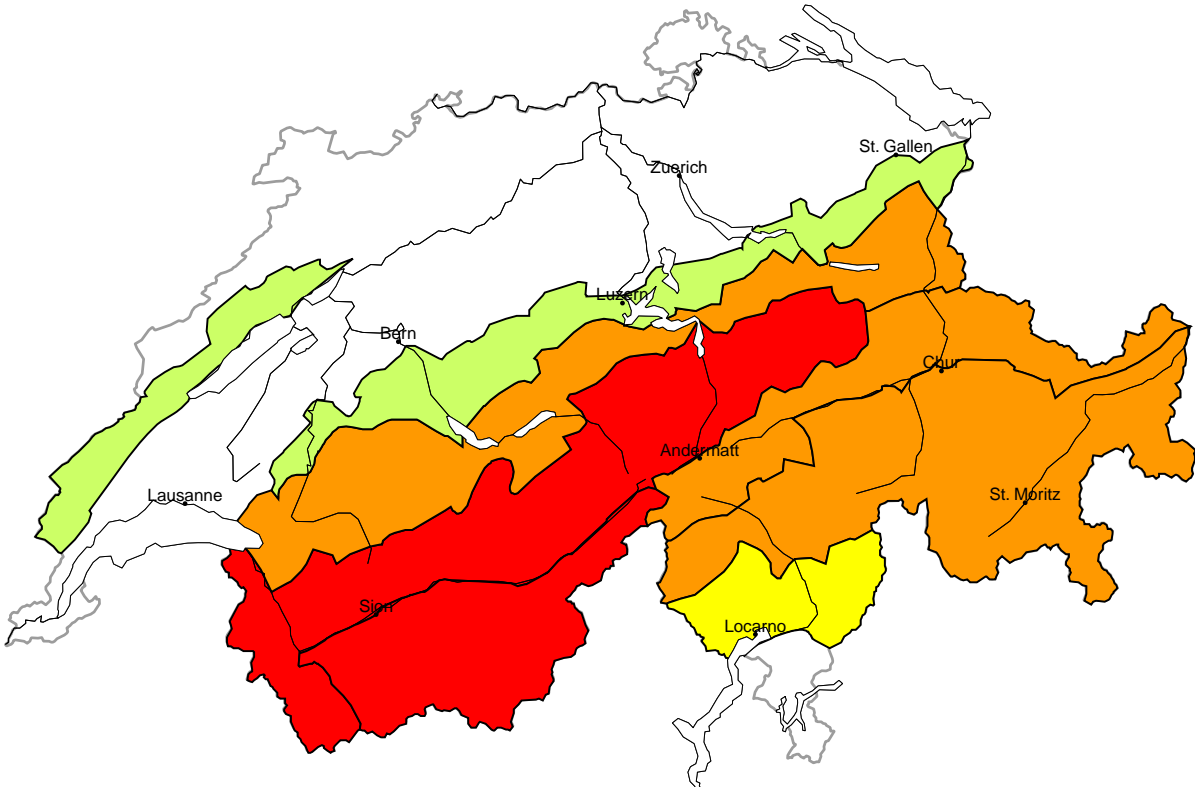 St. Gallen
Zuerich
Luzern
Bern
Chur
Andermatt
Lausanne
St. Moritz
Sion
Locarno